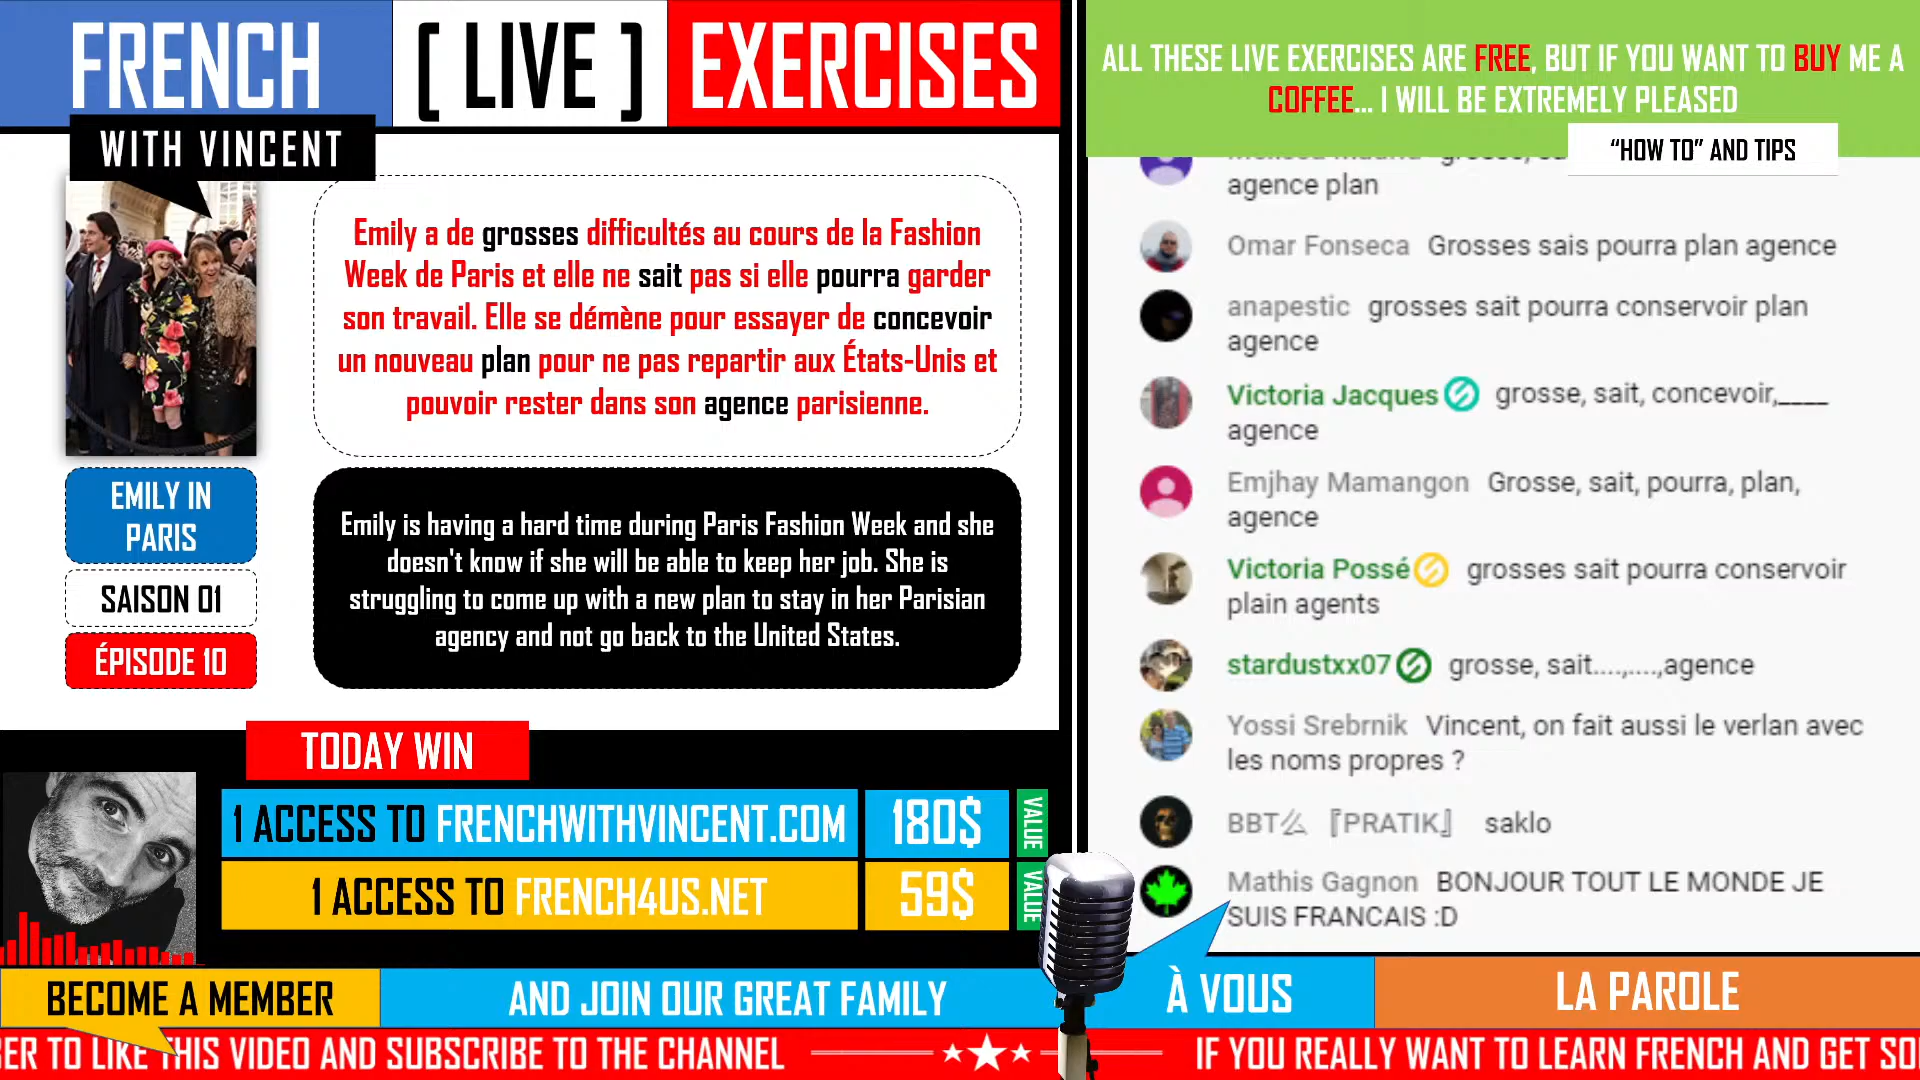 FRENCH [ LIVE ] EXERCISES
WITH VINCENT
Emily a de grosses difficultés au cours de la Fashion
Week de Paris et elle ne sait pas si elle pourra garder
son travail. Elle se démène pour essayer de concevoir
un nouveau plan pour ne pas repartir aux États-Unis et
pouvoir rester dans son agence parisienne.
EMILY IN
PARIS
SAISON 01
ÉPISODE 10
Emily is having a hard time during Paris Fashion Week and she
doesn't know if she will be able to keep her job. She is
struggling to come up with a new plan to stay in her Parisian
agency and not go back to the United States.
TODAY WIN
1 ACCESS TO FRENCHWITHVINCENT.COM 180$ VALUE
1 ACCESS TO FRENCH4US.NET 59$ VALUE
BECOME A MEMBER AND JOIN OUR GREAT FAMILY
ALL THESE LIVE EXERCISES ARE FREE, BUT IF YOU WANT TO BUY ME A
COFFEE... I WILL BE EXTREMELY PLEASED
“HOW TO” AND TIPS
agence plan
Omar Fonseca Grosses sais pourra plan agence
anapestic grosses sait pourra conservoir plan
agence
Victoria Jacques grosse, sait, concevoir,____
agence
Emjhay Mamangon Grosse, sait, pourra, plan,
agence
Victoria Possé grosses sait pourra conservoir
plain agents
stardustxx07 grosse, sait....,....,agence
Yossi Srebrnik Vincent, on fait aussi le verlan avec
les noms propres ?
BBT 『PRATIK』 saklo
Mathis Gagnon BONJOUR TOUT LE MONDE JE
SUIS FRANCAIS :D
À VOUS LA PAROLE
BER TO LIKE THIS VIDEO AND SUBSCRIBE TO THE CHANNEL
IF YOU REALLY WANT TO LEARN FRENCH AND GET SO